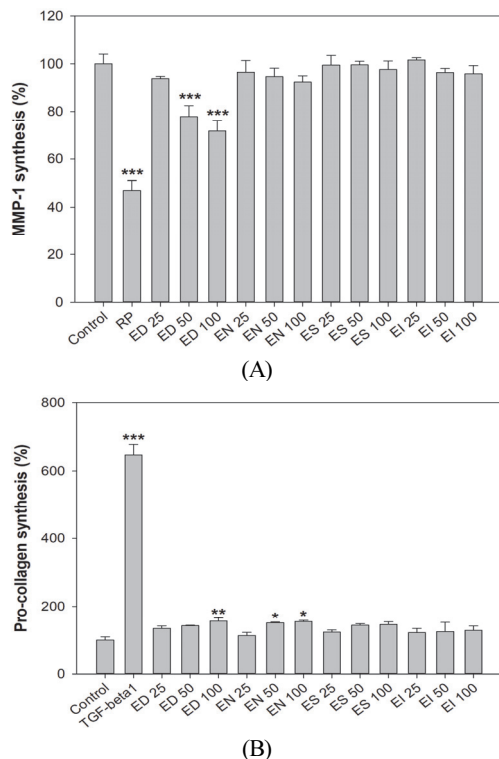 120
100
80
60
40
20
0
MMP-1 synthesis (%)
***
***
***
Control
RP
ED 25
ED 50
ED 100
EN 25
EN 50
EN 100
ES 25
ES 50
ES 100
EI 25
EI 50
EI 100
(A)
800
600
400
200
0
Pro-collagen synthesis (%)
***
**
*
*
Control
TGF-beta1
ED 25
ED 50
ED 100
EN 25
EN 50
EN 100
ES 25
ES 50
ES 100
EI 25
EI 50
EI 100
(B)